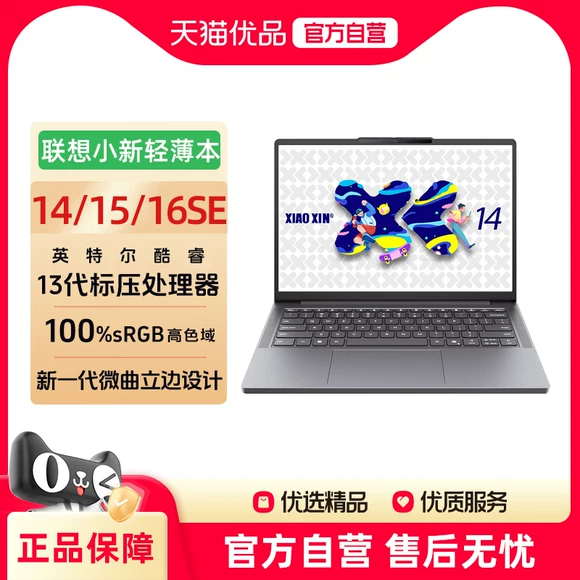 天猫优品 官方自营
联想小新轻薄本
14/15/16SE
英特尔酷睿
13代标压处理器
100%sRGB高色域
新一代微曲立边设计
XIAO XIN®
14
优选精品 优质服务
正品保障 官方自营 售后无忧